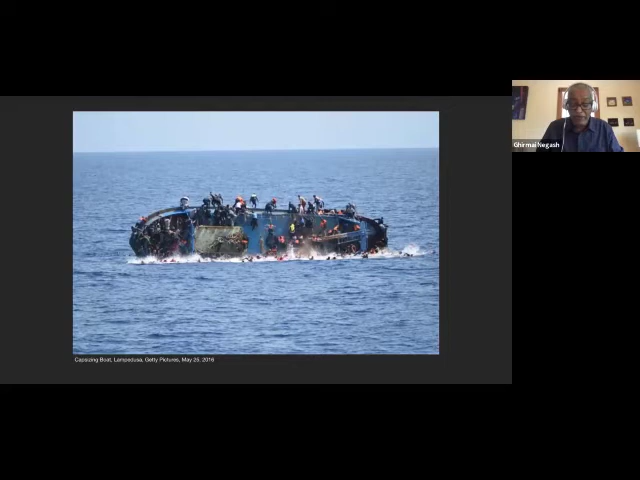 Ghirmai Negash
Capsizing Boat, Lampedusa, Getty Pictures, May 25, 2016